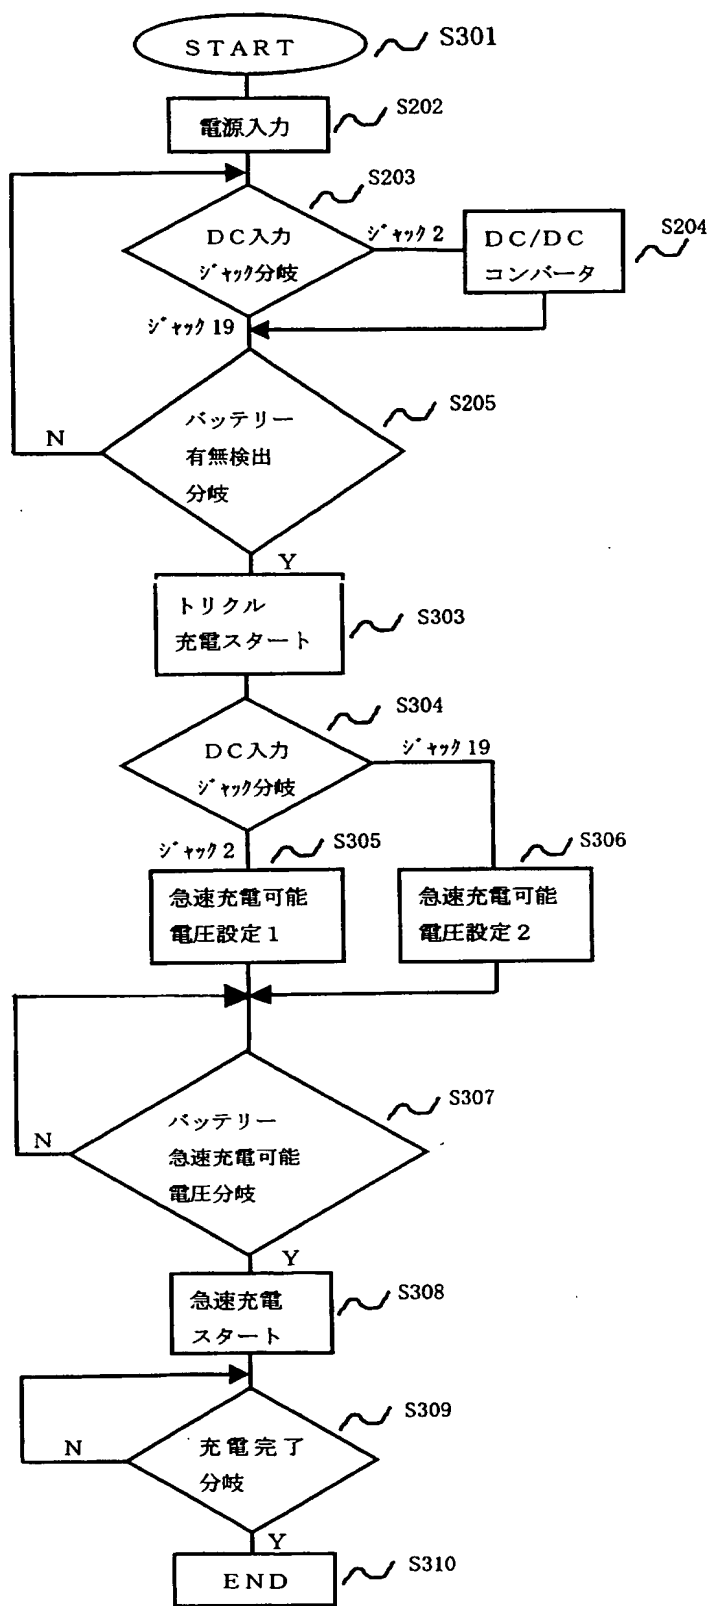 START
S301
電源入力
S202
S203
DC入力
ジャック分岐
ジャック2
DC/DC
コンバータ
S204
ジャック19
S205
バッテリー
有無検出
分岐
N
Y
トリクル
充電スタート
S303
S304
DC入力
ジャック分岐
ジャック19
ジャック2
S305
S306
急速充電可能
電圧設定1
急速充電可能
電圧設定2
S307
バッテリー
急速充電可能
電圧分岐
N
Y
急速充電
スタート
S308
S309
充電完了
分岐
N
Y
END
S310